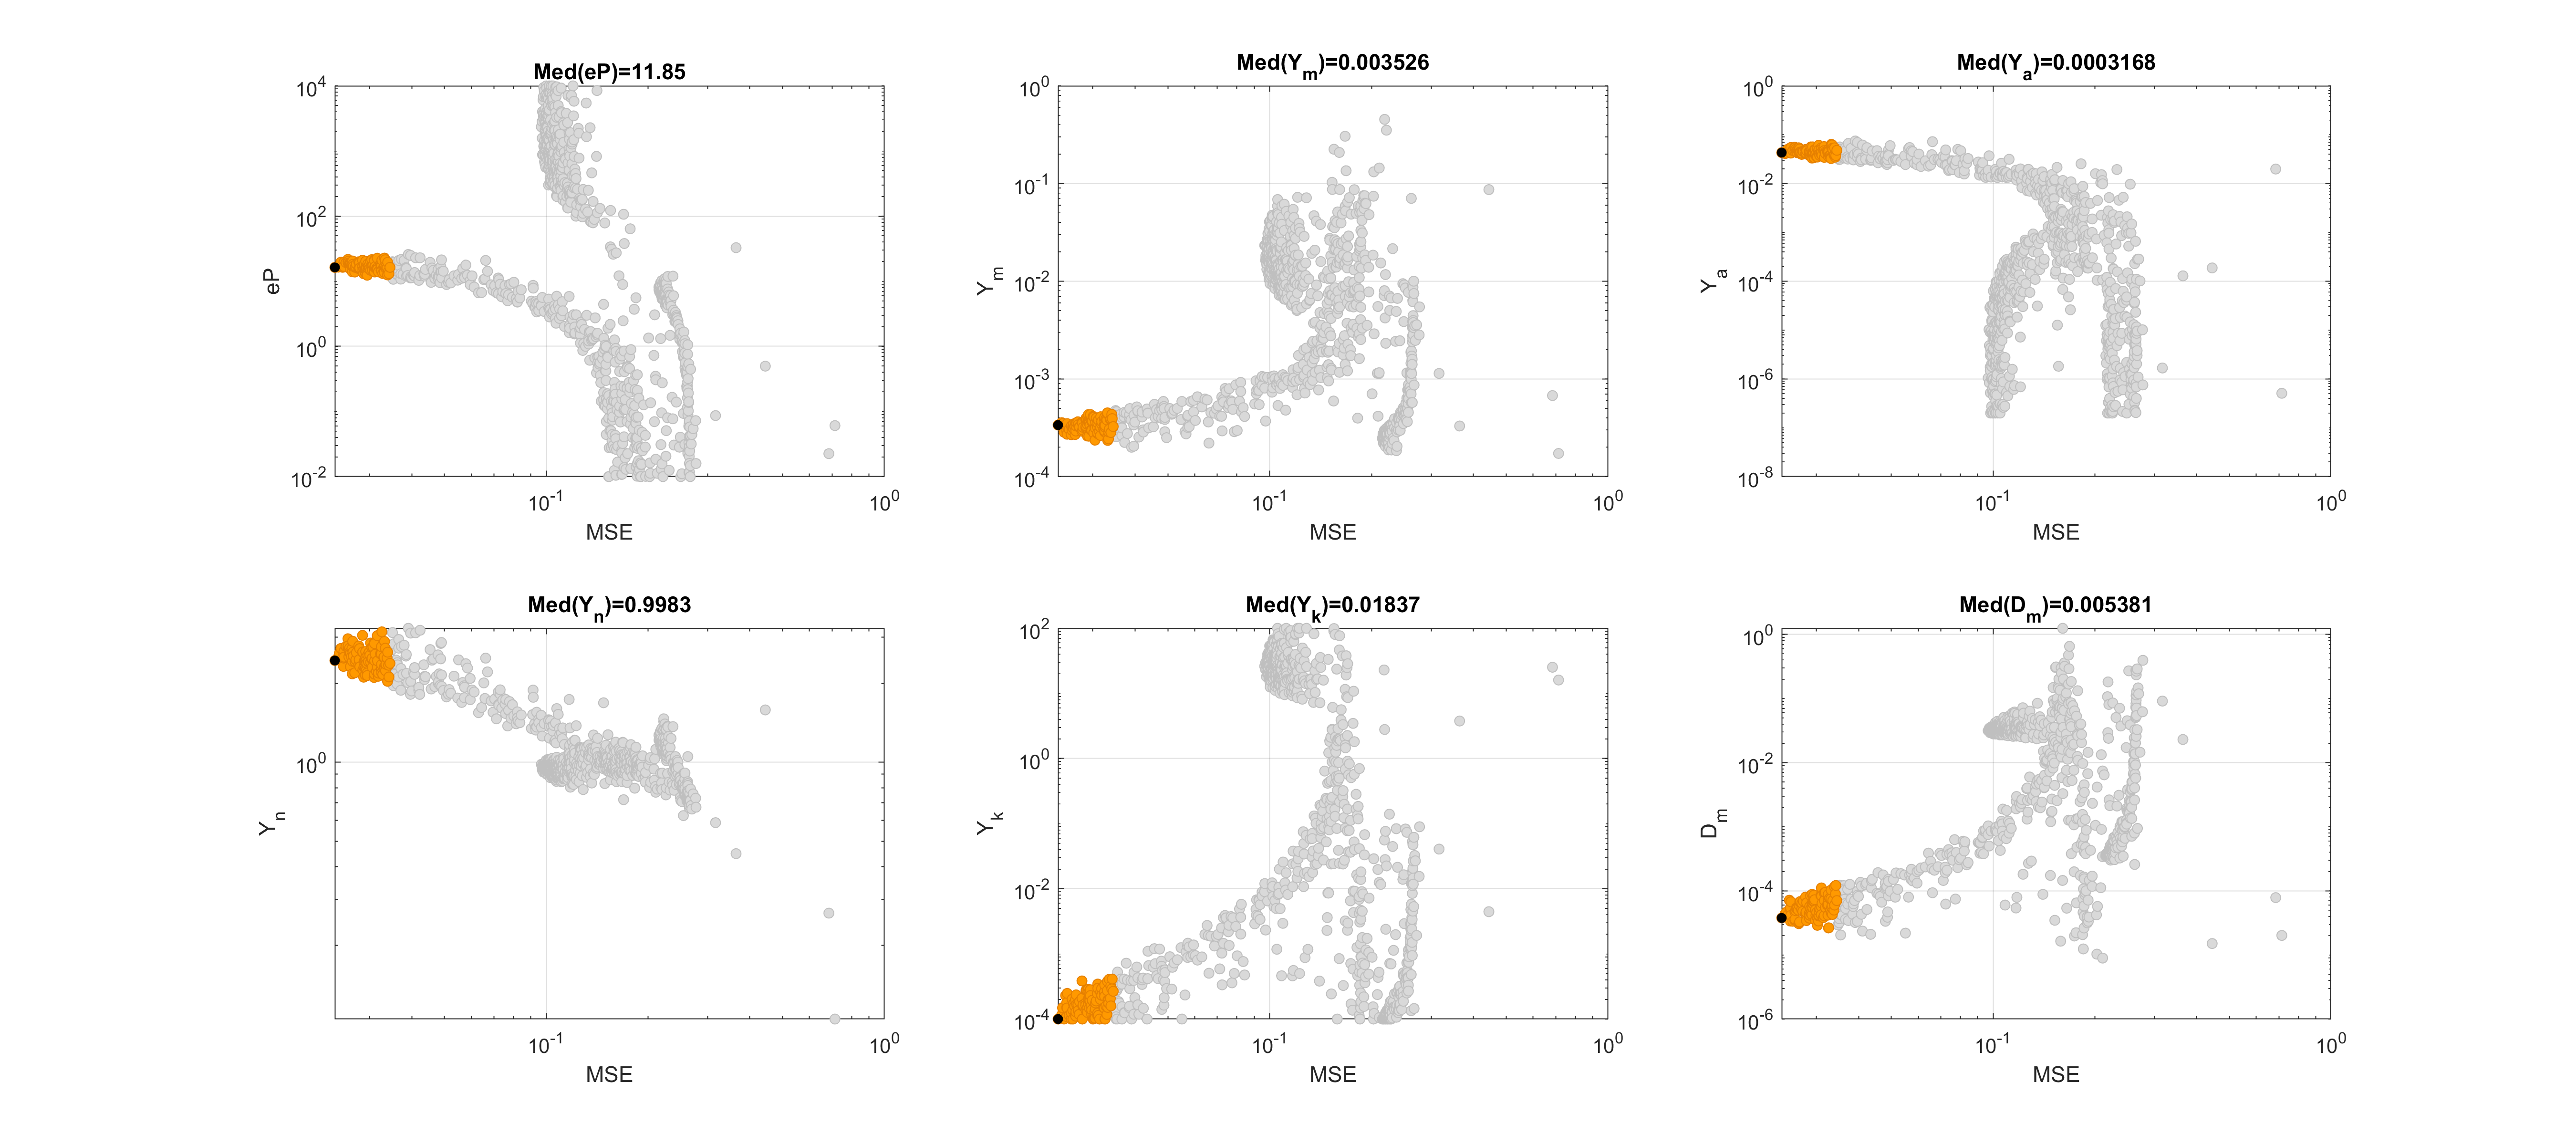 Med(eP)=11.85
10^4
10^2
10^0
10^-2
eP
10^-1
10^0
MSE
Med(Y_m)=0.003526
10^0
10^-1
10^-2
10^-3
10^-4
Y_m
10^-1
10^0
MSE
Med(Y_a)=0.0003168
10^0
10^-2
10^-4
10^-6
10^-8
Y_a
10^-1
10^0
MSE
Med(Y_n)=0.9983
10^0
Y_n
10^-1
10^0
MSE
Med(Y_k)=0.01837
10^2
10^0
10^-2
10^-4
Y_k
10^-1
10^0
MSE
Med(D_m)=0.005381
10^0
10^-2
10^-4
10^-6
D_m
10^-1
10^0
MSE